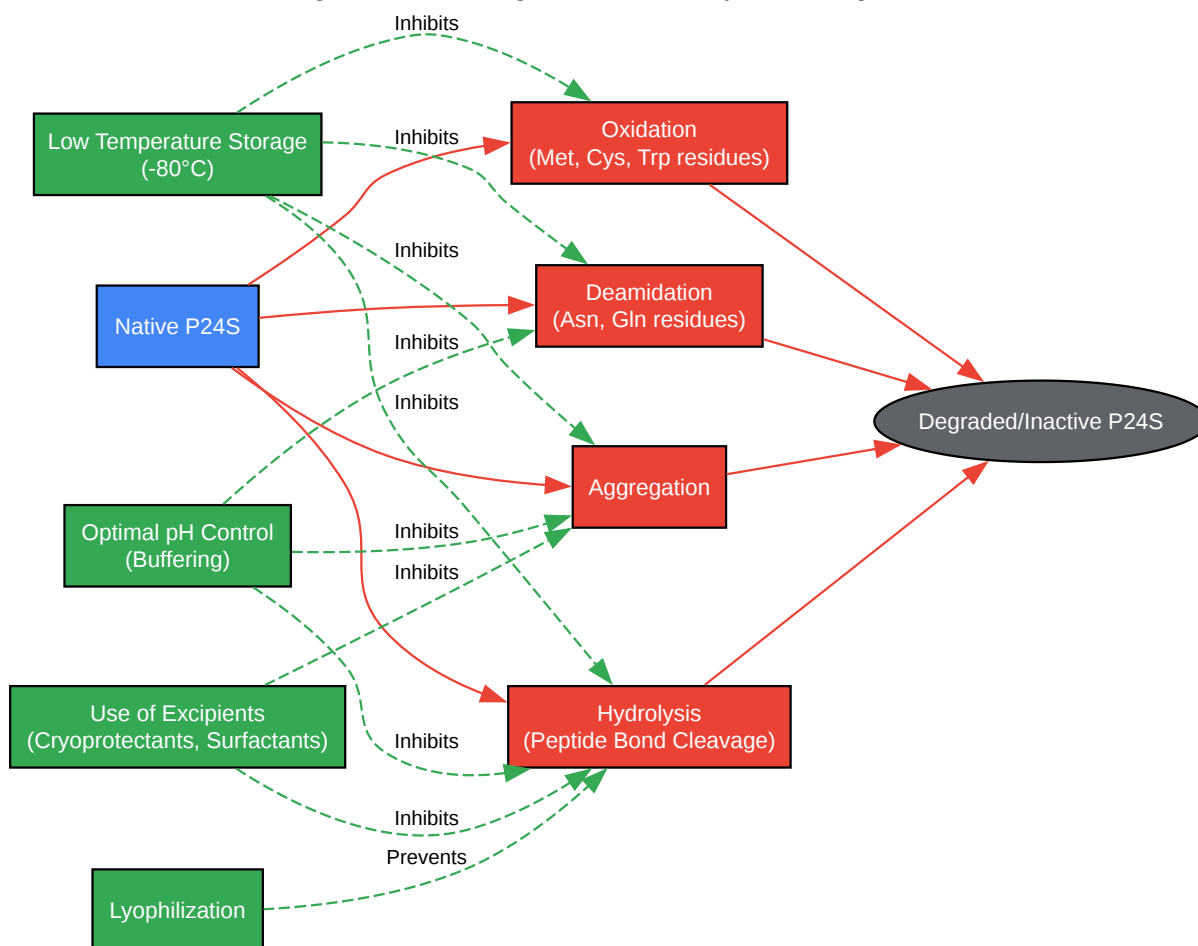 Inhibits
Low Temperature Storage
(-80°C)
Oxidation
(Met, Cys, Trp residues)
Inhibits
Inhibits
Native P24S
Deamidation
(Asn, Gln residues)
Inhibits
Inhibits
Degraded/Inactive P24S
Aggregation
Optimal pH Control
(Buffering)
Inhibits
Inhibits
Use of Excipients
(Cryoprotectants, Surfactants)
Hydrolysis
(Peptide Bond Cleavage)
Inhibits
Inhibits
Prevents
Lyophilization